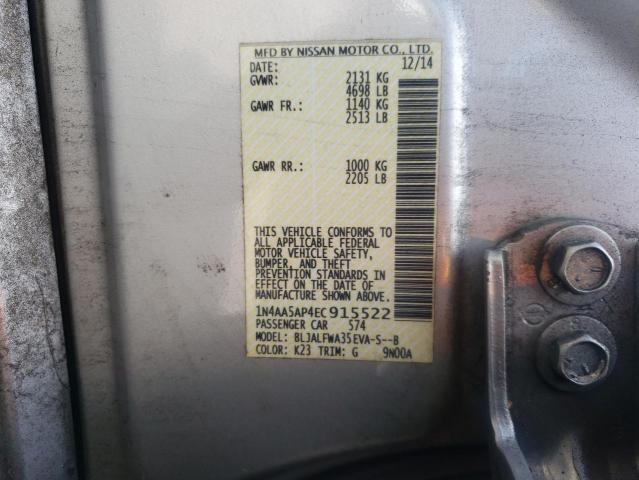 MFD BY NISSAN MOTOR CO., LTD.
DATE: 12/14
GVWR: 2131 KG
4698 LB
GAWR FR.: 1140 KG
2513 LB
GAWR RR.: 1000 KG
2205 LB
THIS VEHICLE CONFORMS TO
ALL APPLICABLE FEDERAL
MOTOR VEHICLE SAFETY,
BUMPER, AND THEFT
PREVENTION STANDARDS IN
EFFECT ON THE DATE OF
MANUFACTURE SHOWN ABOVE.
1N4AA5AP4EC915522
PASSENGER CAR 574
MODEL: BLJALFWA35EVA-S--B
COLOR: K23 TRIM: G 9N00A